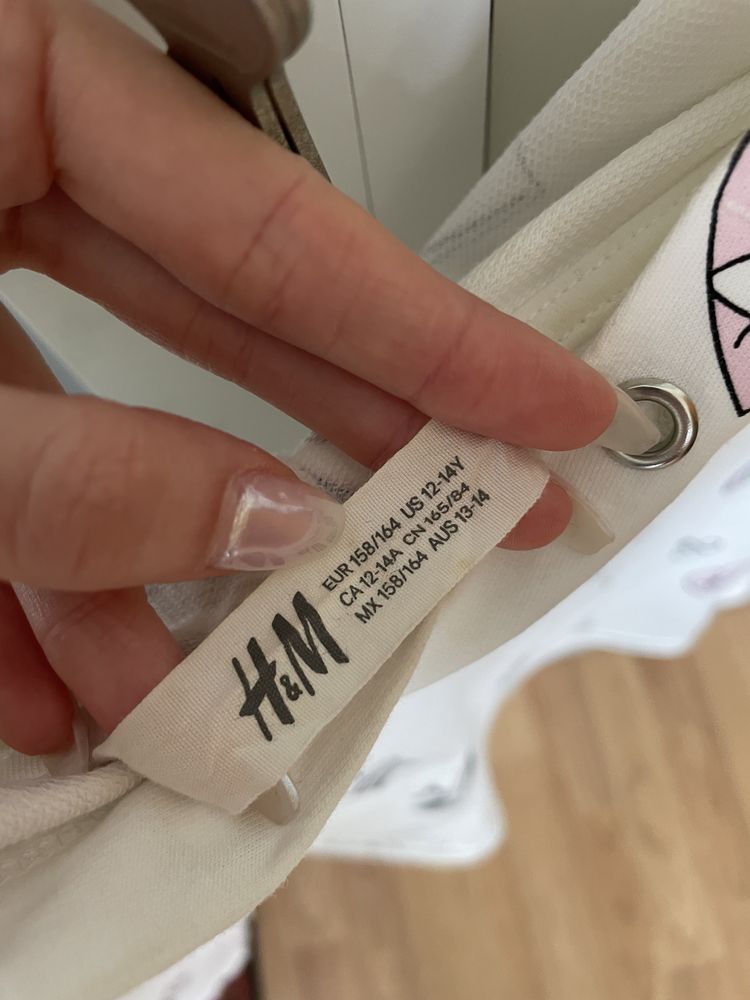 EUR 158/164 US 12-14Y
CA 12-14A CN 165/84
MX 158/164 AUS 13-14
H&M